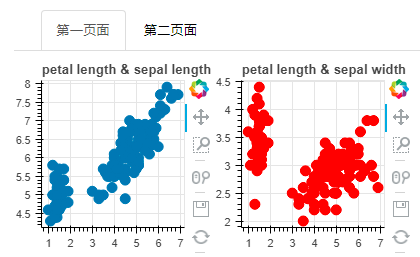 第一页面 第二页面
petal length & sepal length
8
7.5
7
6.5
6
5.5
5
4.5
1 2 3 4 5 6 7
petal length & sepal width
4.5
4
3.5
3
2.5
2
1 2 3 4 5 6 7